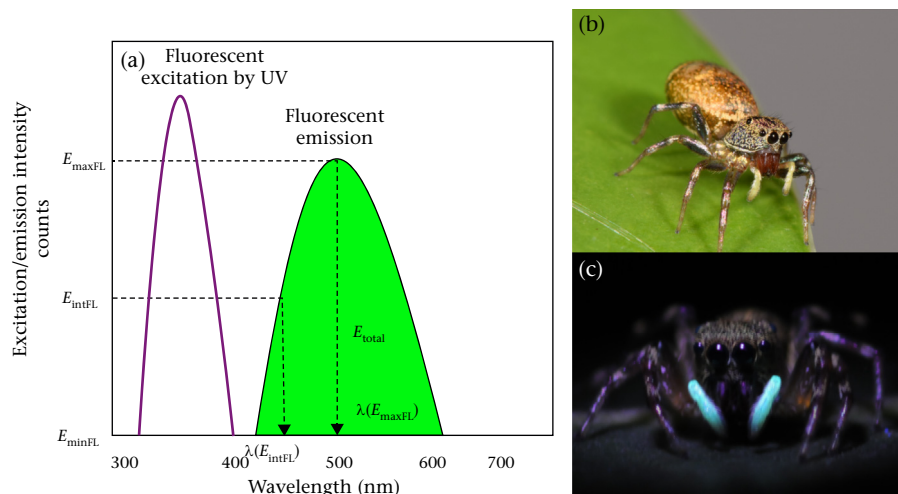 (a)
Fluorescent
excitation by UV
Fluorescent
emission
Excitation/emission intensity
counts
E_maxFL
E_intFL
E_minFL
E_total
λ(E_maxFL)
λ(E_intFL)
300 400 500 600 700
Wavelength (nm)
(b)
(c)